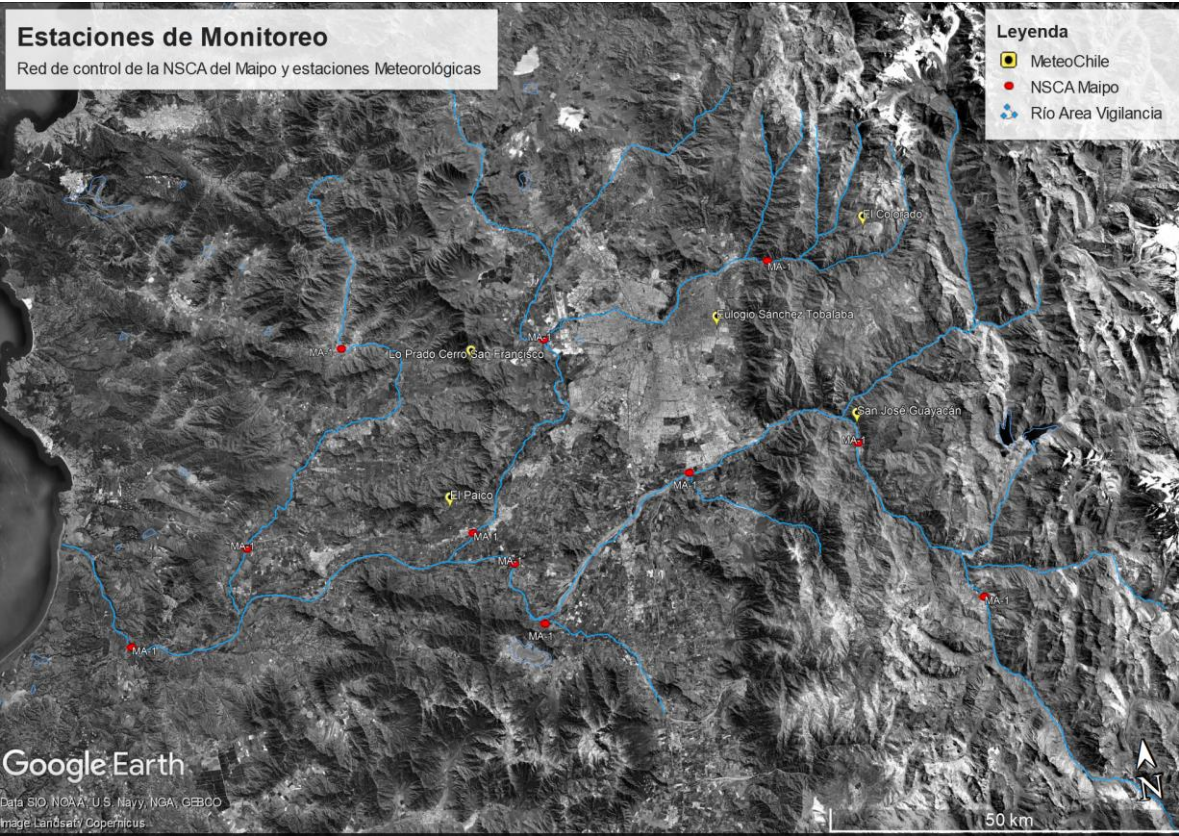 Estaciones de Monitoreo
Red de control de la NSCA del Maipo y estaciones Meteorológicas
Leyenda
MeteoChile
NSCA Maipo
Río Area Vigilancia
El Colorado
MA-1
Eulogio Sánchez Tobalaba
MA-1
MA-1
Lo Prado Cerro San Francisco
San José Guayacán
MA-1
MA-1
El Paico
MA-1
MA-1
MA-1
MA-1
MA-1
MA-1
Google Earth
Data SIO, NOAA, U.S. Navy, NGA, GEBCO
Image Landsat / Copernicus
N
50 km